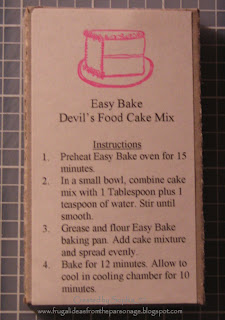 Easy Bake
Devil's Food Cake Mix
Instructions
1. Preheat Easy Bake oven for 15
minutes.
2. In a small bowl, combine cake
mix with 1 Tablespoon plus 1
teaspoon of water. Stir until
smooth.
3. Grease and flour Easy Bake
baking pan. Add cake mixture
and spread evenly.
4. Bake for 12 minutes. Allow to
cool in cooling chamber for 10
minutes.
www.frugalideasfromtheparsonage.blogspot.com